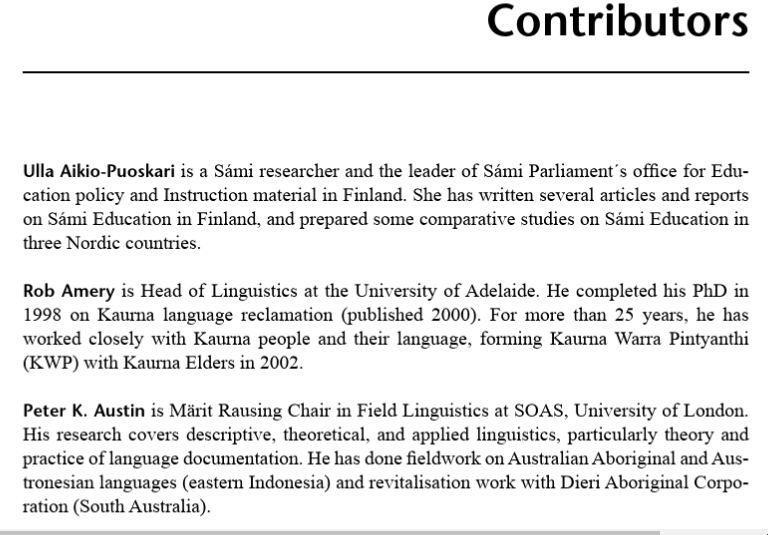 Contributors
Ulla Aikio-Puoskari is a Sámi researcher and the leader of Sámi Parliament´s office for Edu-
cation policy and Instruction material in Finland. She has written several articles and reports
on Sámi Education in Finland, and prepared some comparative studies on Sámi Education in
three Nordic countries.
Rob Amery is Head of Linguistics at the University of Adelaide. He completed his PhD in
1998 on Kaurna language reclamation (published 2000). For more than 25 years, he has
worked closely with Kaurna people and their language, forming Kaurna Warra Pintyanthi
(KWP) with Kaurna Elders in 2002.
Peter K. Austin is Märit Rausing Chair in Field Linguistics at SOAS, University of London.
His research covers descriptive, theoretical, and applied linguistics, particularly theory and
practice of language documentation. He has done fieldwork on Australian Aboriginal and Aus-
tronesian languages (eastern Indonesia) and revitalisation work with Dieri Aboriginal Corpo-
ration (South Australia).